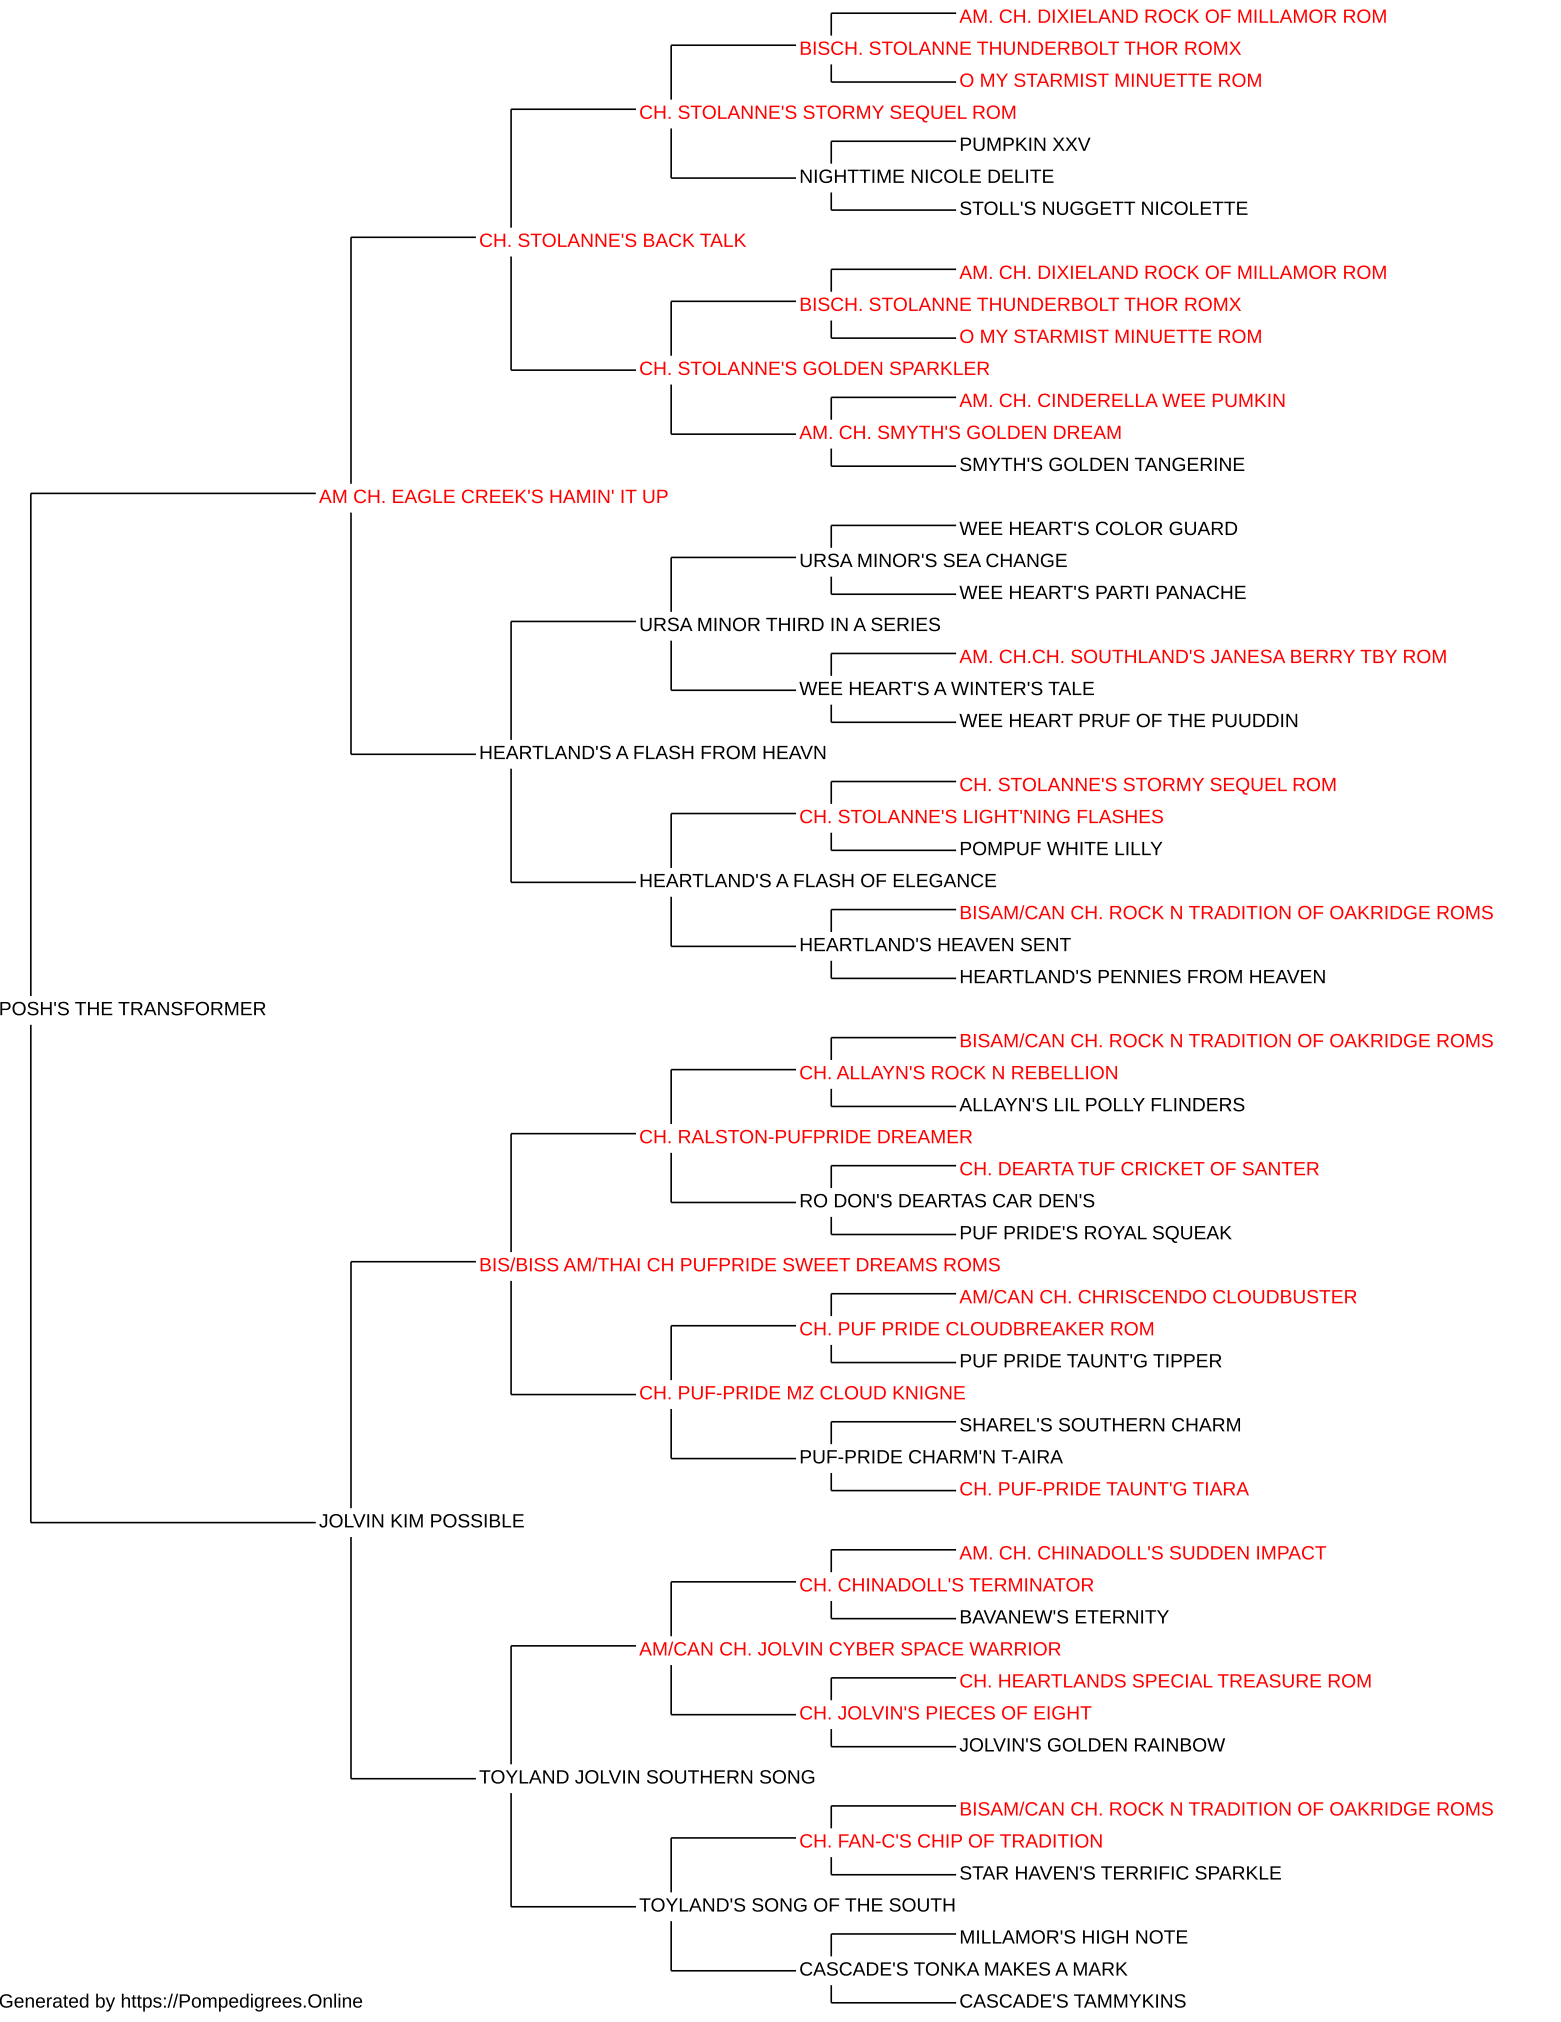 AM. CH. DIXIELAND ROCK OF MILLAMOR ROM
BISCH. STOLANNE THUNDERBOLT THOR ROMX
O MY STARMIST MINUETTE ROM
CH. STOLANNE'S STORMY SEQUEL ROM
PUMPKIN XXV
NIGHTTIME NICOLE DELITE
STOLL'S NUGGETT NICOLETTE
CH. STOLANNE'S BACK TALK
AM. CH. DIXIELAND ROCK OF MILLAMOR ROM
BISCH. STOLANNE THUNDERBOLT THOR ROMX
O MY STARMIST MINUETTE ROM
CH. STOLANNE'S GOLDEN SPARKLER
AM. CH. CINDERELLA WEE PUMKIN
AM. CH. SMYTH'S GOLDEN DREAM
SMYTH'S GOLDEN TANGERINE
AM CH. EAGLE CREEK'S HAMIN' IT UP
WEE HEART'S COLOR GUARD
URSA MINOR'S SEA CHANGE
WEE HEART'S PARTI PANACHE
URSA MINOR THIRD IN A SERIES
AM. CH.CH. SOUTHLAND'S JANESA BERRY TBY ROM
WEE HEART'S A WINTER'S TALE
WEE HEART PRUF OF THE PUUDDIN
HEARTLAND'S A FLASH FROM HEAVN
CH. STOLANNE'S STORMY SEQUEL ROM
CH. STOLANNE'S LIGHT'NING FLASHES
POMPUF WHITE LILLY
HEARTLAND'S A FLASH OF ELEGANCE
BISAM/CAN CH. ROCK N TRADITION OF OAKRIDGE ROMS
HEARTLAND'S HEAVEN SENT
HEARTLAND'S PENNIES FROM HEAVEN
POSH'S THE TRANSFORMER
BISAM/CAN CH. ROCK N TRADITION OF OAKRIDGE ROMS
CH. ALLAYN'S ROCK N REBELLION
ALLAYN'S LIL POLLY FLINDERS
CH. RALSTON-PUFPRIDE DREAMER
CH. DEARTA TUF CRICKET OF SANTER
RO DON'S DEARTAS CAR DEN'S
PUF PRIDE'S ROYAL SQUEAK
BIS/BISS AM/THAI CH PUFPRIDE SWEET DREAMS ROMS
AM/CAN CH. CHRISCENDO CLOUDBUSTER
CH. PUF PRIDE CLOUDBREAKER ROM
PUF PRIDE TAUNT'G TIPPER
CH. PUF-PRIDE MZ CLOUD KNIGNE
SHAREL'S SOUTHERN CHARM
PUF-PRIDE CHARM'N T-AIRA
CH. PUF-PRIDE TAUNT'G TIARA
JOLVIN KIM POSSIBLE
AM. CH. CHINADOLL'S SUDDEN IMPACT
CH. CHINADOLL'S TERMINATOR
BAVANEW'S ETERNITY
AM/CAN CH. JOLVIN CYBER SPACE WARRIOR
CH. HEARTLANDS SPECIAL TREASURE ROM
CH. JOLVIN'S PIECES OF EIGHT
JOLVIN'S GOLDEN RAINBOW
TOYLAND JOLVIN SOUTHERN SONG
BISAM/CAN CH. ROCK N TRADITION OF OAKRIDGE ROMS
CH. FAN-C'S CHIP OF TRADITION
STAR HAVEN'S TERRIFIC SPARKLE
TOYLAND'S SONG OF THE SOUTH
MILLAMOR'S HIGH NOTE
CASCADE'S TONKA MAKES A MARK
CASCADE'S TAMMYKINS
Generated by https://Pompedigrees.Online